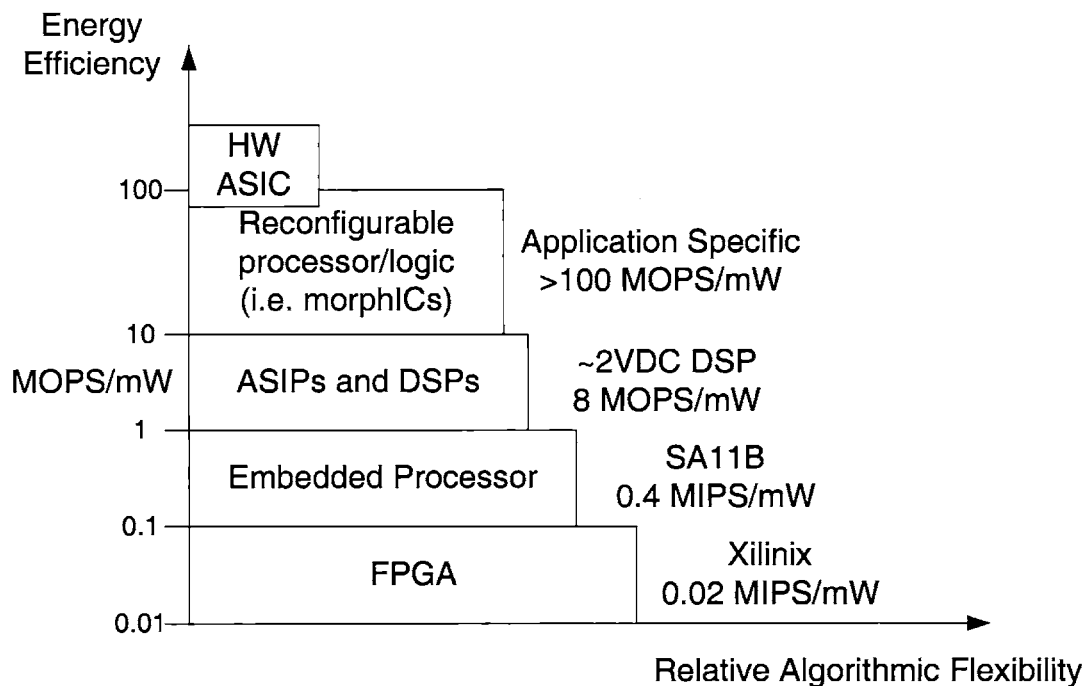 Energy
Efficiency
HW
ASIC
100
Reconfigurable
processor/logic
(i.e. morphICs)
Application Specific
>100 MOPS/mW
10
MOPS/mW
ASIPs and DSPs
~2VDC DSP
8 MOPS/mW
1
Embedded Processor
SA11B
0.4 MIPS/mW
0.1
FPGA
Xilinix
0.02 MIPS/mW
0.01
Relative Algorithmic Flexibility